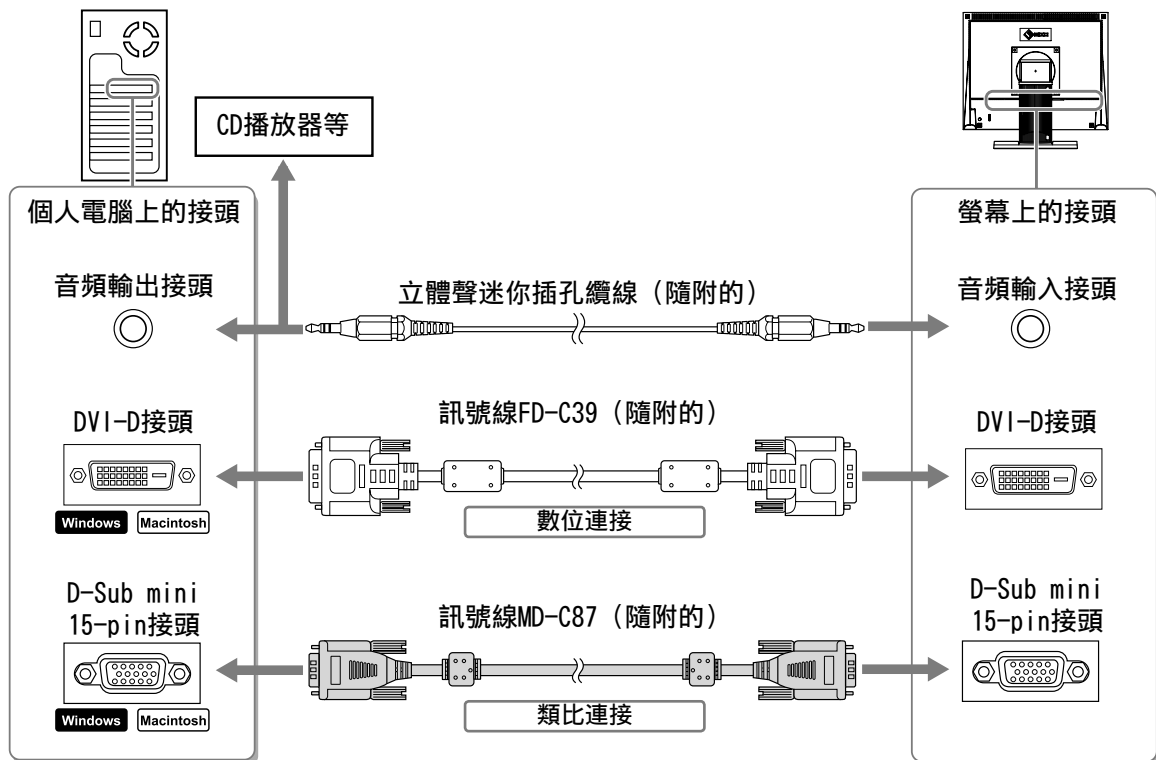 CD播放器等
個人電腦上的接頭
螢幕上的接頭
音頻輸出接頭
立體聲迷你插孔纜線（隨附的）
音頻輸入接頭
DVI-D接頭
訊號線FD-C39（隨附的）
DVI-D接頭
Windows
Macintosh
數位連接
D-Sub mini
15-pin接頭
訊號線MD-C87（隨附的）
D-Sub mini
15-pin接頭
Windows
Macintosh
類比連接